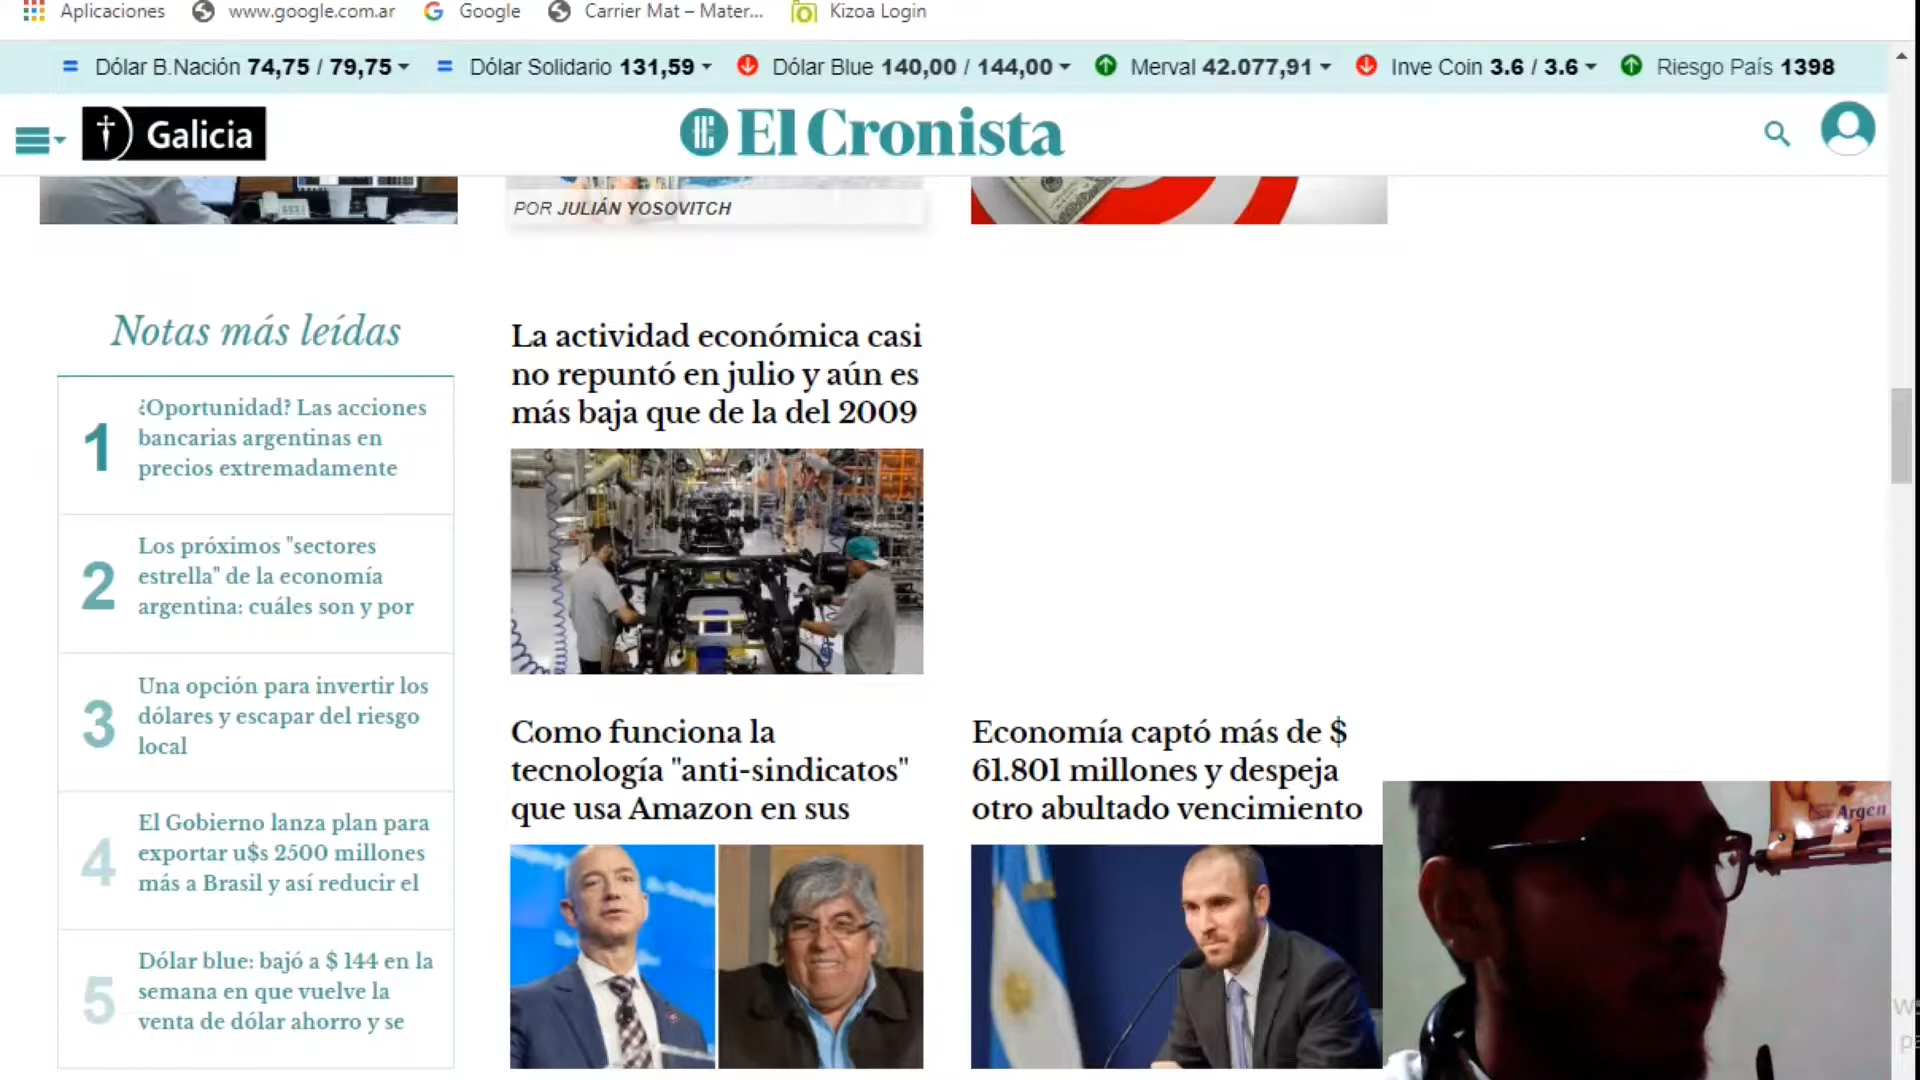 Aplicaciones www.google.com.ar Google Carrier Mat – Mater... Kizoa Login
Dólar B.Nación 74,75 / 79,75 Dólar Solidario 131,59 Dólar Blue 140,00 / 144,00 Merval 42.077,91 Inve Coin 3.6 / 3.6 Riesgo País 1398
Galicia
El Cronista
POR JULIÁN YOSOVITCH
Notas más leídas
1
¿Oportunidad? Las acciones
bancarias argentinas en
precios extremadamente
2
Los próximos "sectores
estrella" de la economía
argentina: cuáles son y por
3
Una opción para invertir los
dólares y escapar del riesgo
local
4
El Gobierno lanza plan para
exportar u$s 2500 millones
más a Brasil y así reducir el
5
Dólar blue: bajó a $ 144 en la
semana en que vuelve la
venta de dólar ahorro y se
La actividad económica casi
no repuntó en julio y aún es
más baja que de la del 2009
Como funciona la
tecnología "anti-sindicatos"
que usa Amazon en sus
Economía captó más de $
61.801 millones y despeja
otro abultado vencimiento
Argen